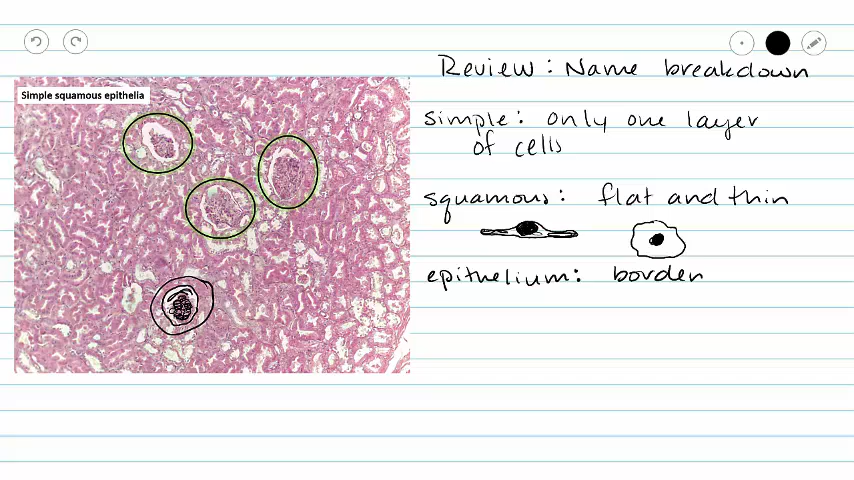 Simple squamous epithelia
Review: Name breakdown
simple: only one layer
of cells
squamous: flat and thin
epithelium: border